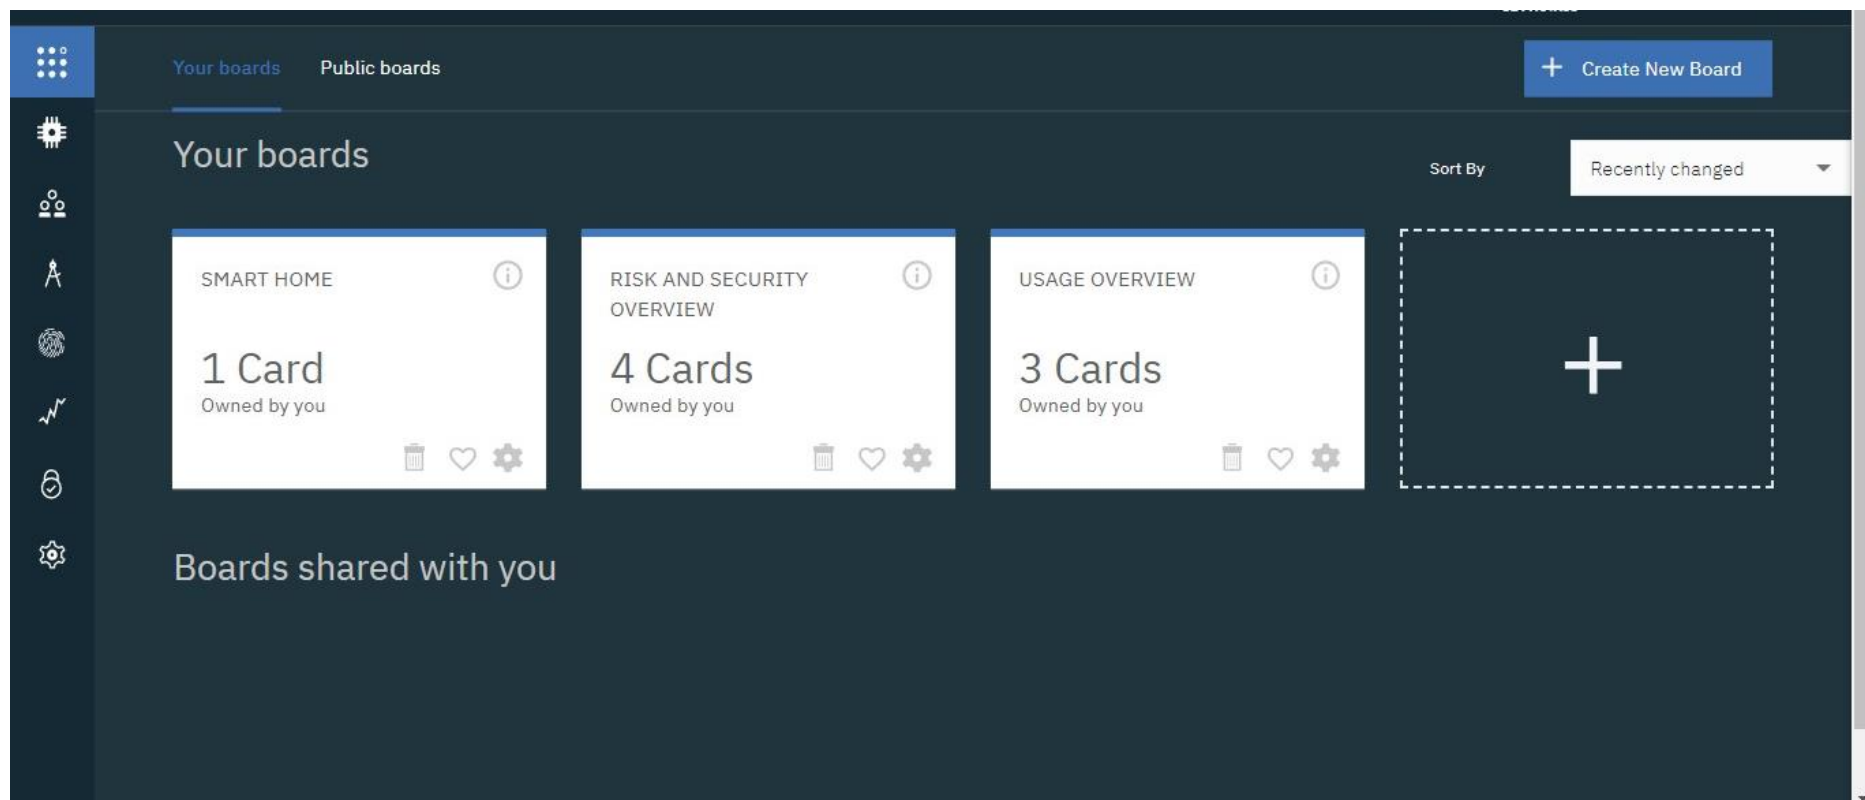 Your boards
Public boards
Create New Board
Your boards
Sort By
Recently changed
SMART HOME
1 Card
Owned by you
RISK AND SECURITY
OVERVIEW
4 Cards
Owned by you
USAGE OVERVIEW
3 Cards
Owned by you
Boards shared with you